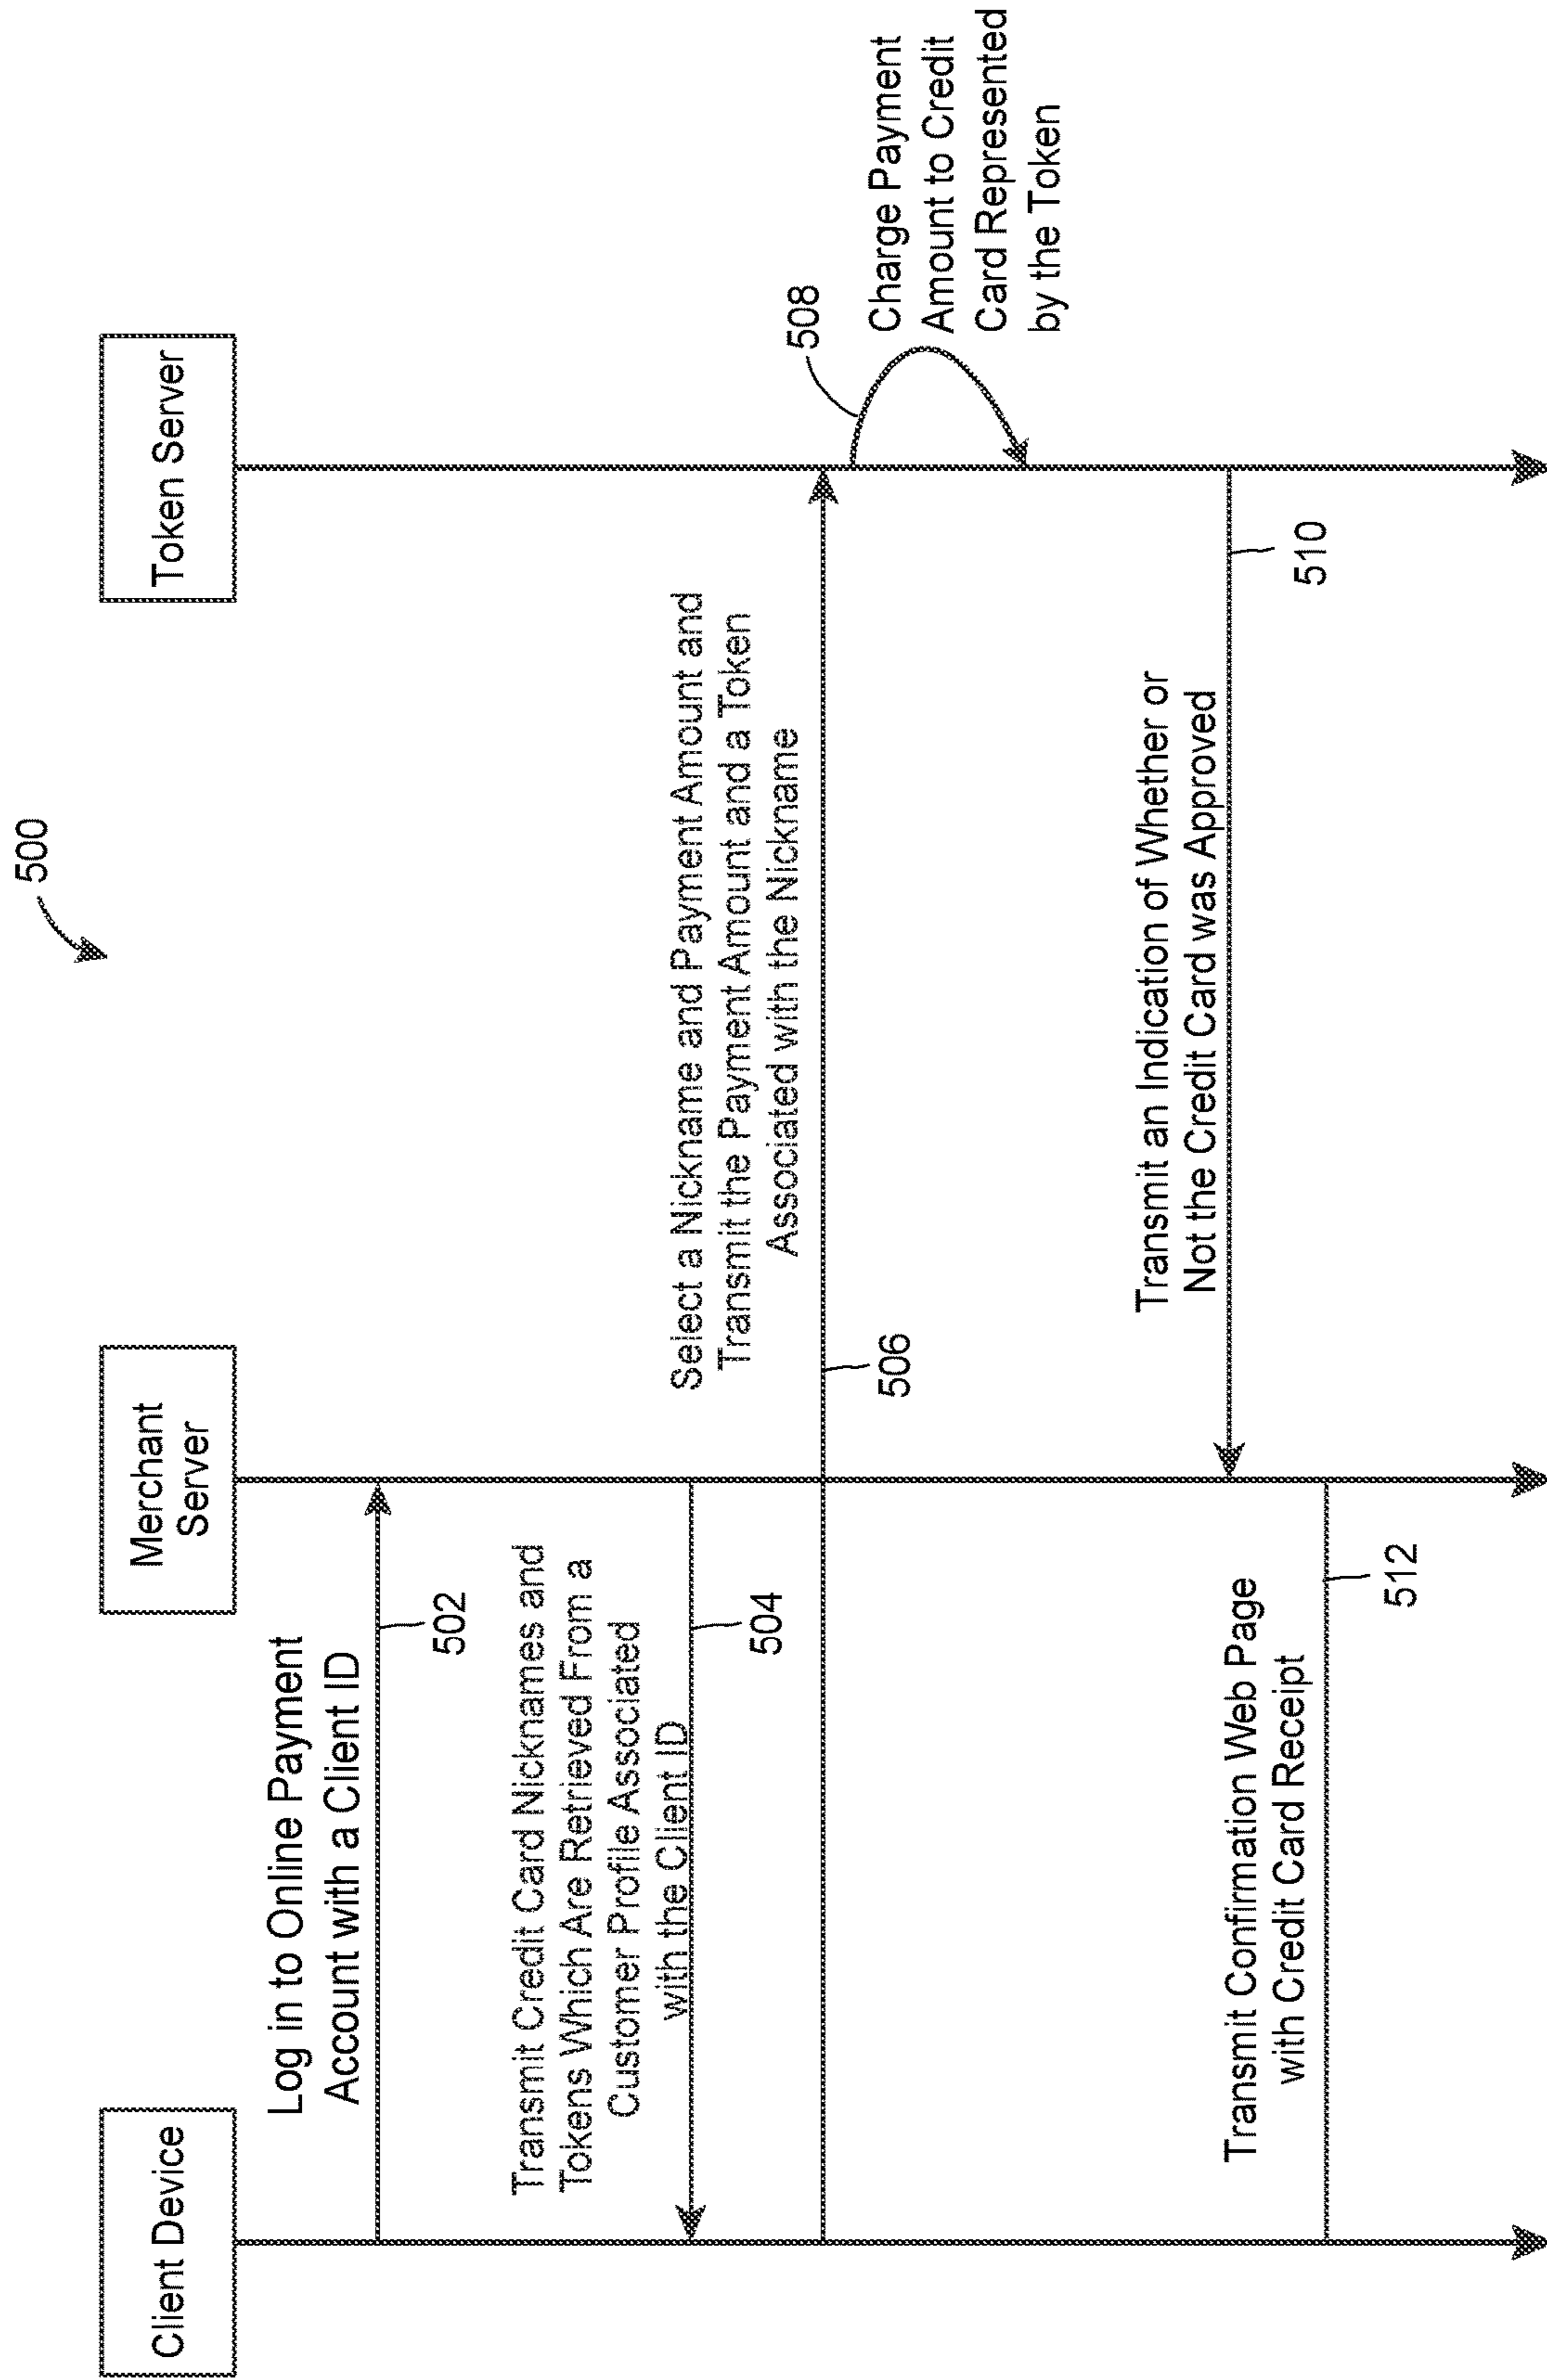 500
Client Device
Merchant
Server
Token Server
Log in to Online Payment
Account with a Client ID
502
Transmit Credit Card Nicknames and
Tokens Which Are Retrieved From a
Customer Profile Associated
with the Client ID
504
Select a Nickname and Payment Amount and
Transmit the Payment Amount and a Token
Associated with the Nickname
506
508
Charge Payment
Amount to Credit
Card Represented
by the Token
Transmit an Indication of Whether or
Not the Credit Card was Approved
510
Transmit Confirmation Web Page
with Credit Card Receipt
512